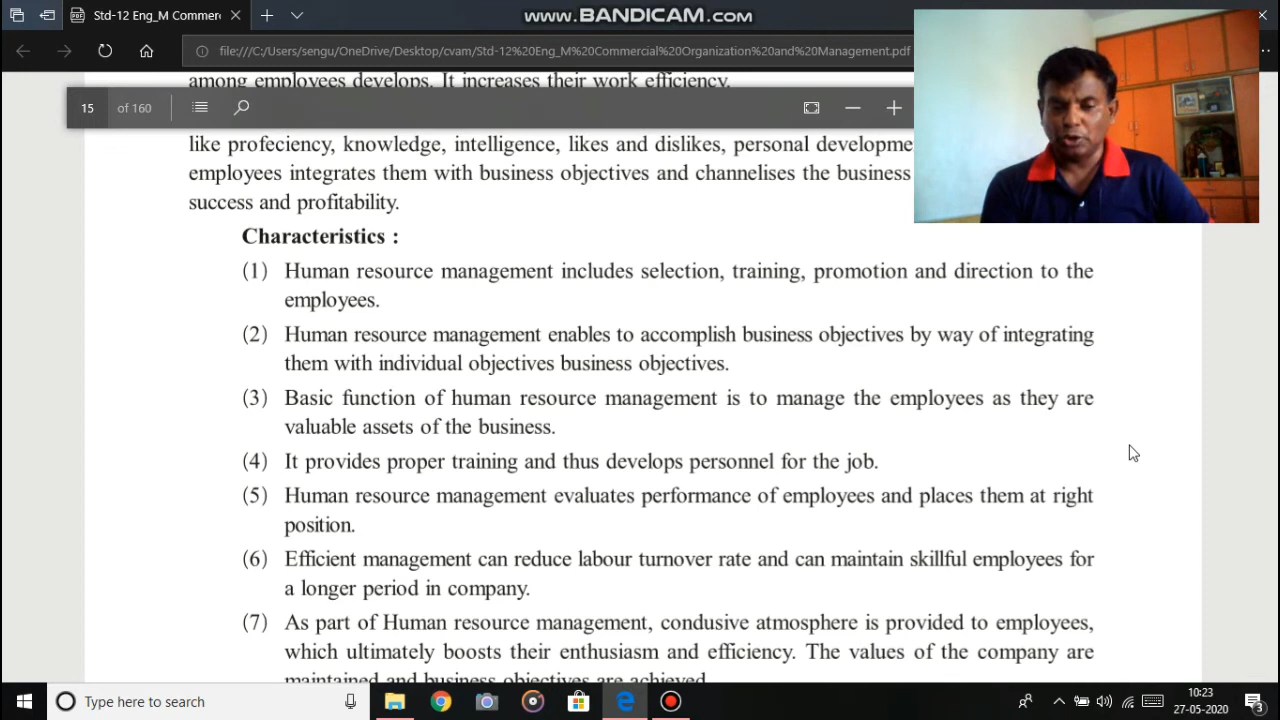 Std-12 Eng_M Commerc
www.BANDICAM.com
file:///C:/Users/sengu/OneDrive/Desktop/cvam/Std-12%20Eng_M%20Commercial%20Organization%20and%20Management.pdf
among employees develops. It increases their work efficiency.
15 of 160
like profeciency, knowledge, intelligence, likes and dislikes, personal developme
employees integrates them with business objectives and channelises the business
success and profitability.
Characteristics :
(1) Human resource management includes selection, training, promotion and direction to the
employees.
(2) Human resource management enables to accomplish business objectives by way of integrating
them with individual objectives business objectives.
(3) Basic function of human resource management is to manage the employees as they are
valuable assets of the business.
(4) It provides proper training and thus develops personnel for the job.
(5) Human resource management evaluates performance of employees and places them at right
position.
(6) Efficient management can reduce labour turnover rate and can maintain skillful employees for
a longer period in company.
(7) As part of Human resource management, condusive atmosphere is provided to employees,
which ultimately boosts their enthusiasm and efficiency. The values of the company are
maintained and business objectives are achieved.
Type here to search
10:23
27-05-2020
3